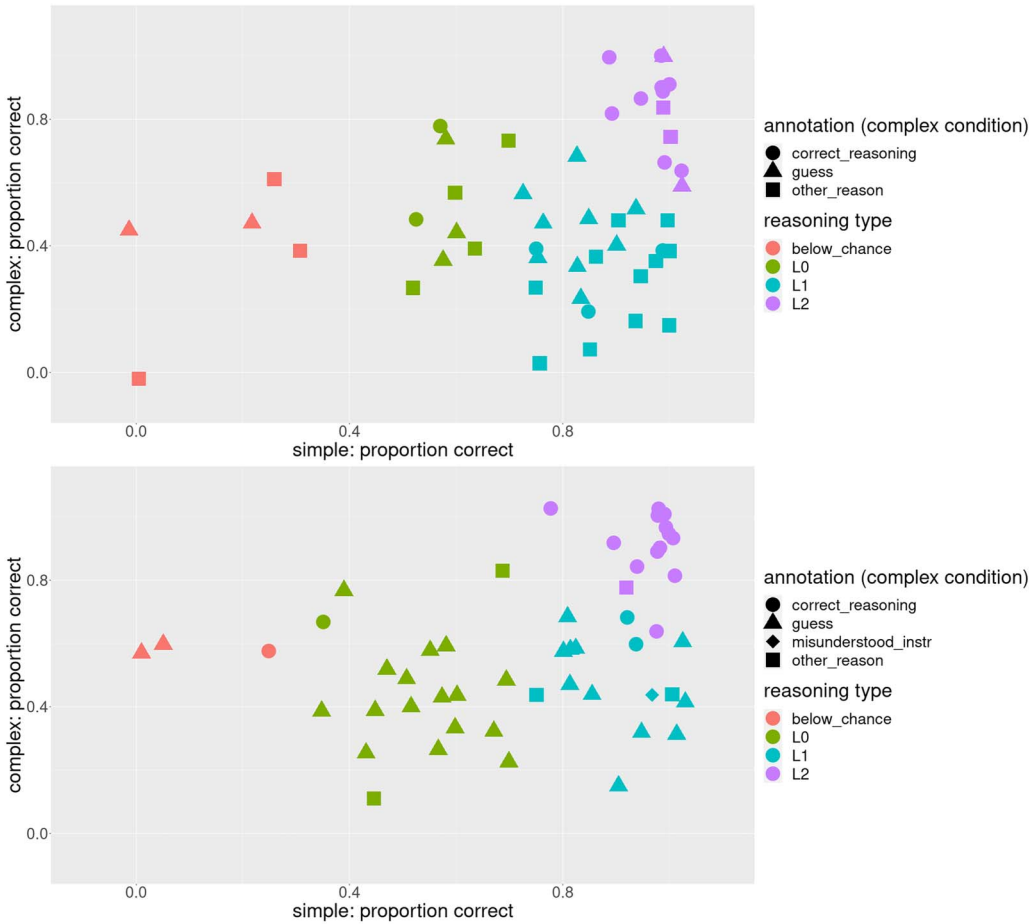 complex: proportion correct
0.8
0.4
0.0
0.0
0.4
0.8
simple: proportion correct
annotation (complex condition)
correct_reasoning
guess
other_reason
reasoning type
below_chance
L0
L1
L2
complex: proportion correct
0.8
0.4
0.0
0.0
0.4
0.8
simple: proportion correct
annotation (complex condition)
correct_reasoning
guess
misunderstood_instr
other_reason
reasoning type
below_chance
L0
L1
L2